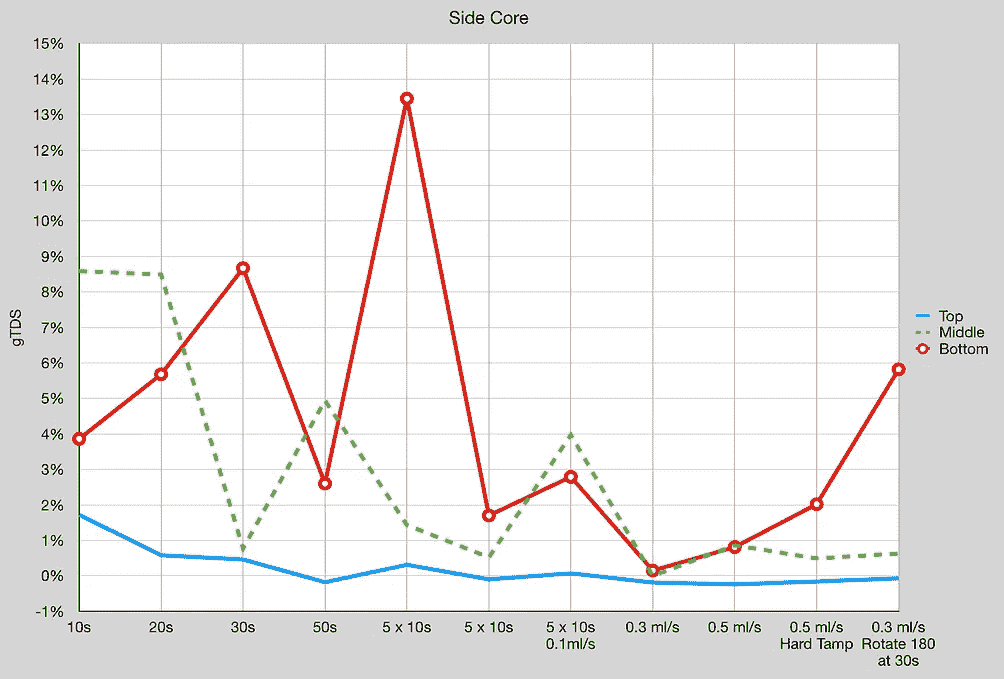 Side Core
15%
14%
13%
12%
11%
10%
9%
8%
7%
6%
5%
4%
3%
2%
1%
0%
-1%
gTDS
10s
20s
30s
50s
5 x 10s
5 x 10s
5 x 10s
0.1ml/s
0.3 ml/s
0.5 ml/s
0.5 ml/s
Hard Tamp
0.3 ml/s
Rotate 180
at 30s
Top
Middle
Bottom